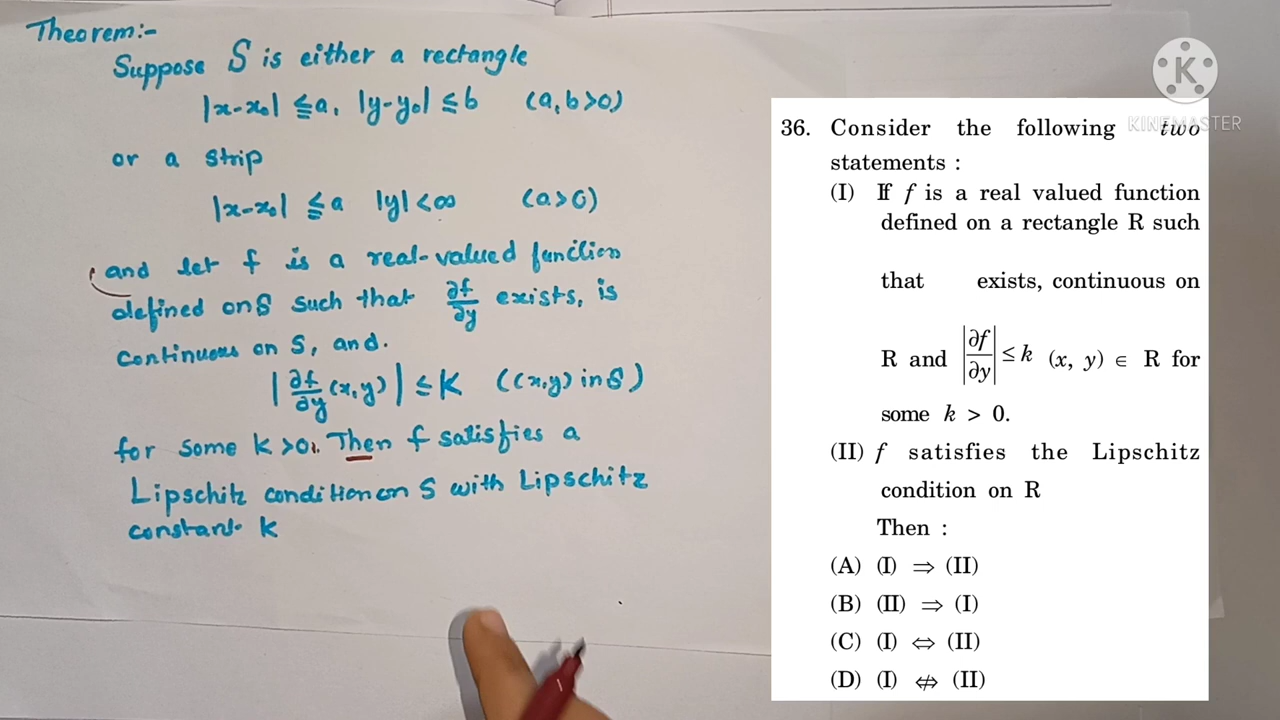 Theorem:-
Suppose S is either a rectangle
|x-x₀| ≦ a, |y-y₀| ≦ b (a, b >0)
or a strip
|x-x₀| ≦ a |y| < ∞ (a>0)
and let f is a real-valued function
defined on S such that ∂f/∂y exists, is
continuous on S, and.
|∂f/∂y (x,y)| ≦ K ((x,y) in S)
for some K >0. Then f satisfies a
Lipschitz condition on S with Lipschitz
constant K
K
KINEMASTER
36. Consider the following two
statements :
(I) If f is a real valued function
defined on a rectangle R such
that exists, continuous on
R and |∂f/∂y| ≤ k (x, y) ∈ R for
some k > 0.
(II) f satisfies the Lipschitz
condition on R
Then :
(A) (I) ⇒ (II)
(B) (II) ⇒ (I)
(C) (I) ⇔ (II)
(D) (I) ⇎ (II)